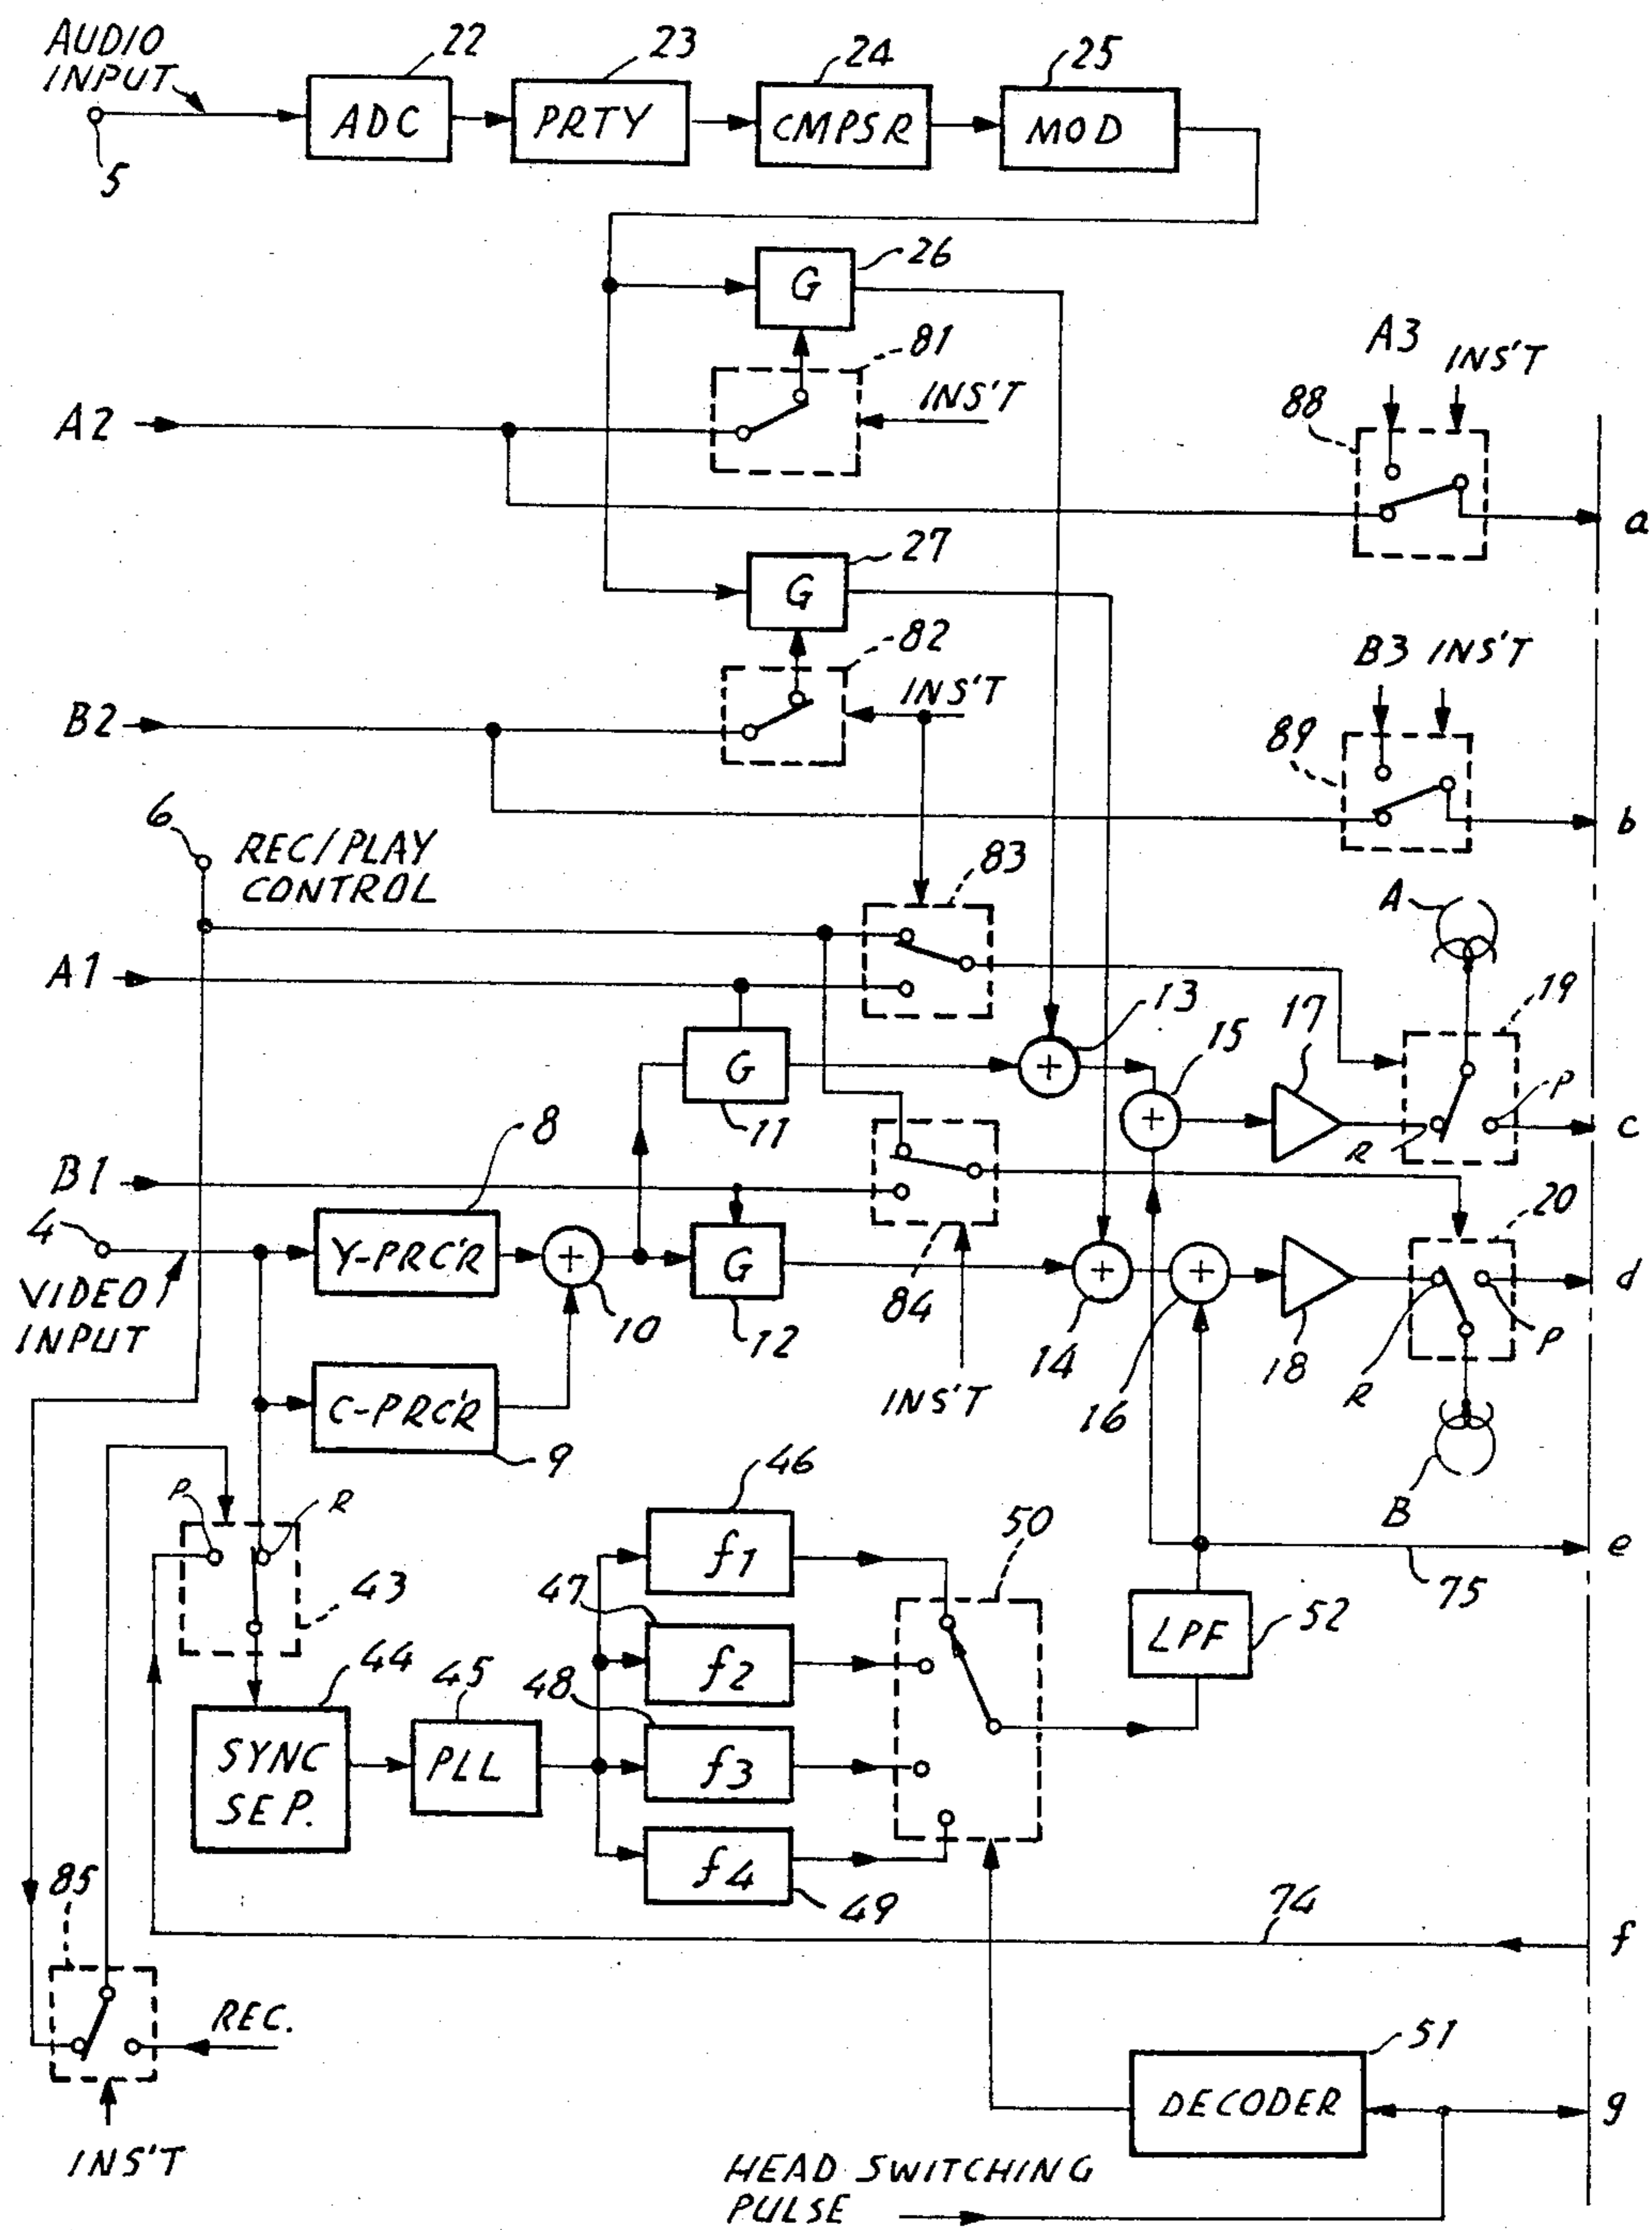 AUDIO
INPUT
5
22
ADC
23
PRTY
24
CMPSR
25
MOD
26
G
81
INS'T
A2
A3
INS'T
88
a
27
G
82
INS'T
B2
B3 INS'T
89
b
6
REC/PLAY
CONTROL
83
A
A1
13
15
17
19
G
11
+
+
P
R
c
8
B1
4
Y-PRC'R
+
10
G
12
84
+
14
+
16
18
20
R
P
d
VIDEO
INPUT
C-PRC'R
9
INS'T
B
P
R
43
46
f1
50
e
75
47
f2
LPF
52
44
SYNC
SEP.
45
PLL
48
f3
f4
49
85
74
f
REC.
INS'T
51
DECODER
g
HEAD SWITCHING
PULSE